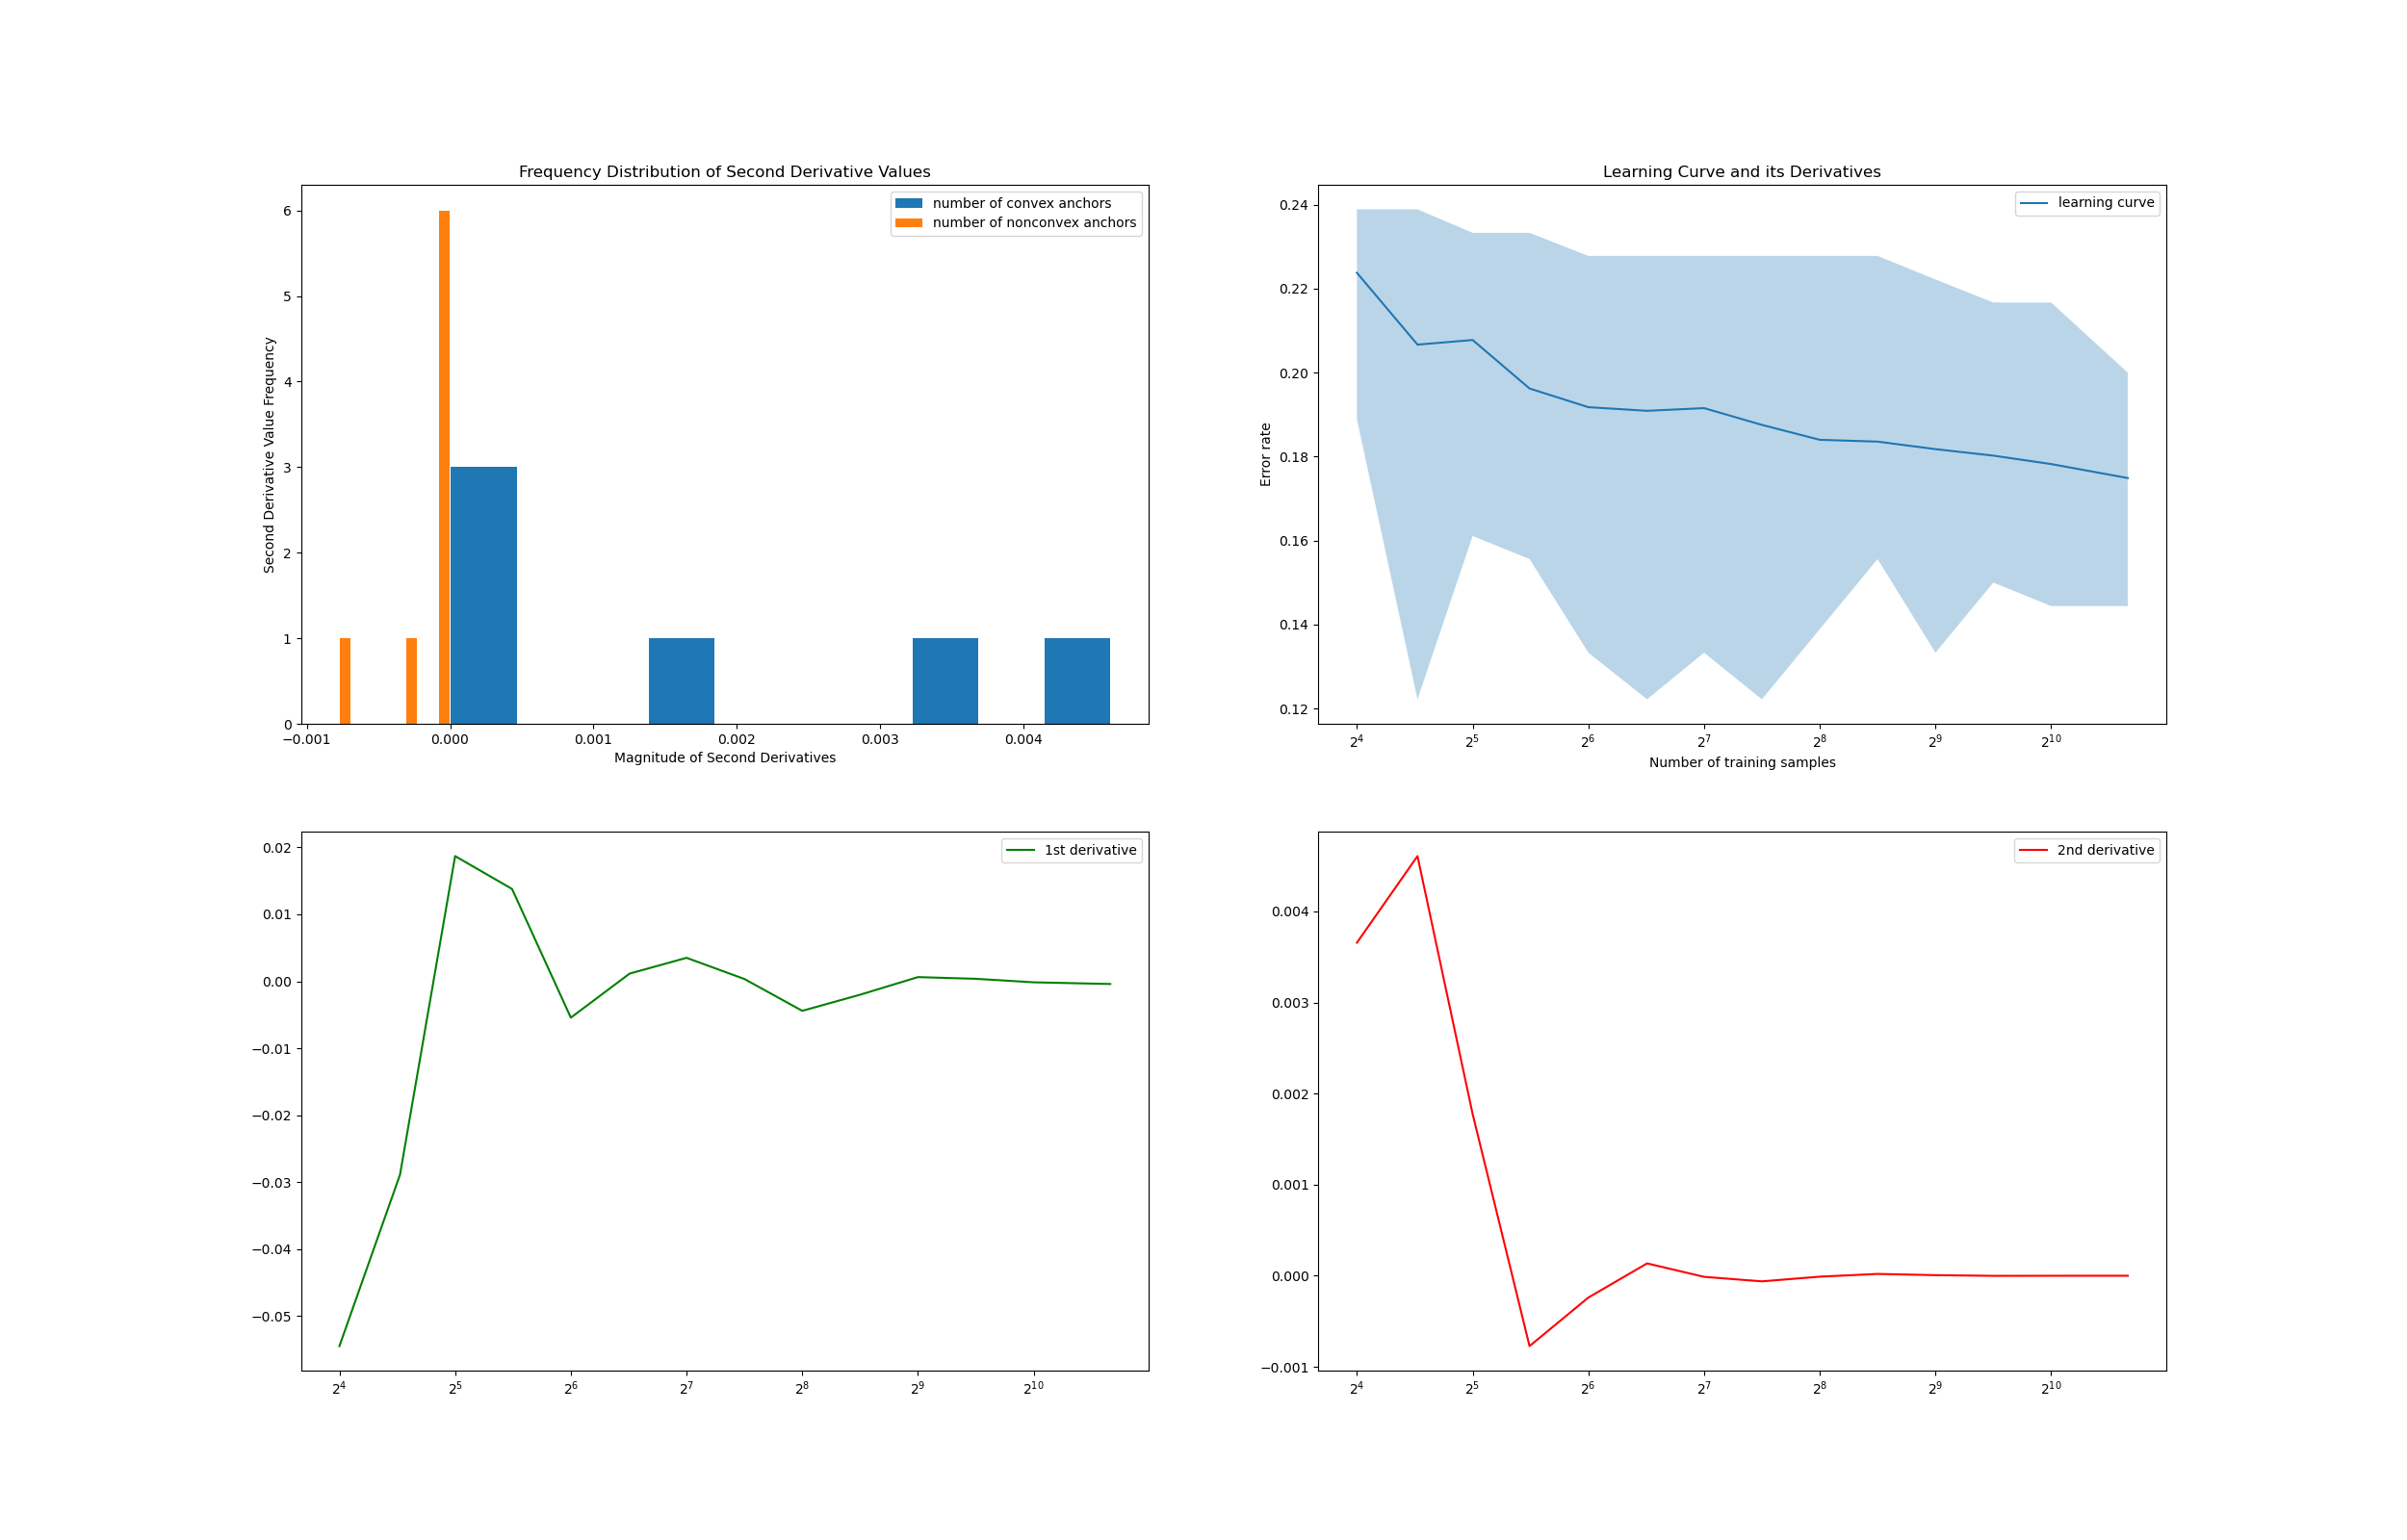 Frequency Distribution of Second Derivative Values
number of convex anchors
number of nonconvex anchors
6
5
4
3
2
1
0
Second Derivative Value Frequency
−0.001 0.000 0.001 0.002 0.003 0.004
Magnitude of Second Derivatives
Learning Curve and its Derivatives
learning curve
0.24
0.22
0.20
0.18
0.16
0.14
0.12
Error rate
2⁴ 2⁵ 2⁶ 2⁷ 2⁸ 2⁹ 2¹⁰
Number of training samples
1st derivative
0.02
0.01
0.00
−0.01
−0.02
−0.03
−0.04
−0.05
2⁴ 2⁵ 2⁶ 2⁷ 2⁸ 2⁹ 2¹⁰
2nd derivative
0.004
0.003
0.002
0.001
0.000
−0.001
2⁴ 2⁵ 2⁶ 2⁷ 2⁸ 2⁹ 2¹⁰